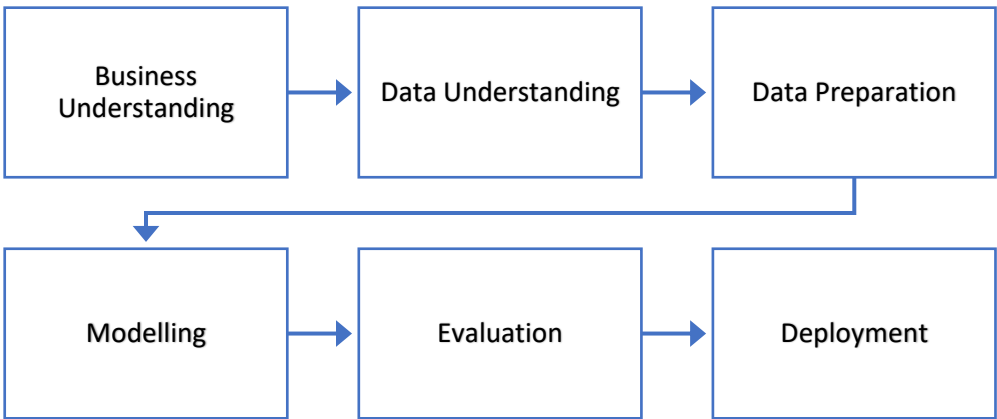 Business
Understanding
Data Understanding
Data Preparation
Modelling
Evaluation
Deployment